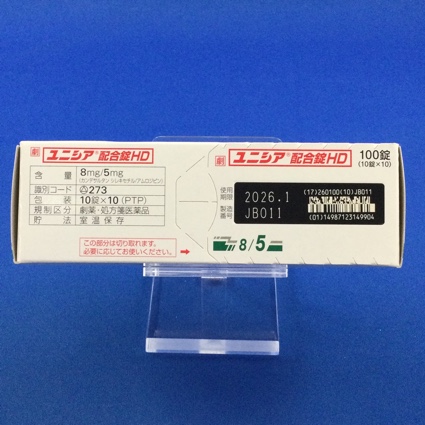 劇 ユニシア®配合錠HD
含 量 8mg/5mg
(カンデサルタン シレキセチル/アムロジピン)
識別コード 273
包 装 10錠×10 (PTP)
規制区分 劇薬・処方箋医薬品
貯 法 室温保存
この部分は切り取れます。
必要に応じてお使いください。
劇 ユニシア®配合錠HD
100錠
(10錠×10)
使用期限 2026.1
製造番号 JB011
(17)260100(10)JB011
(01)14987123149904
8/5